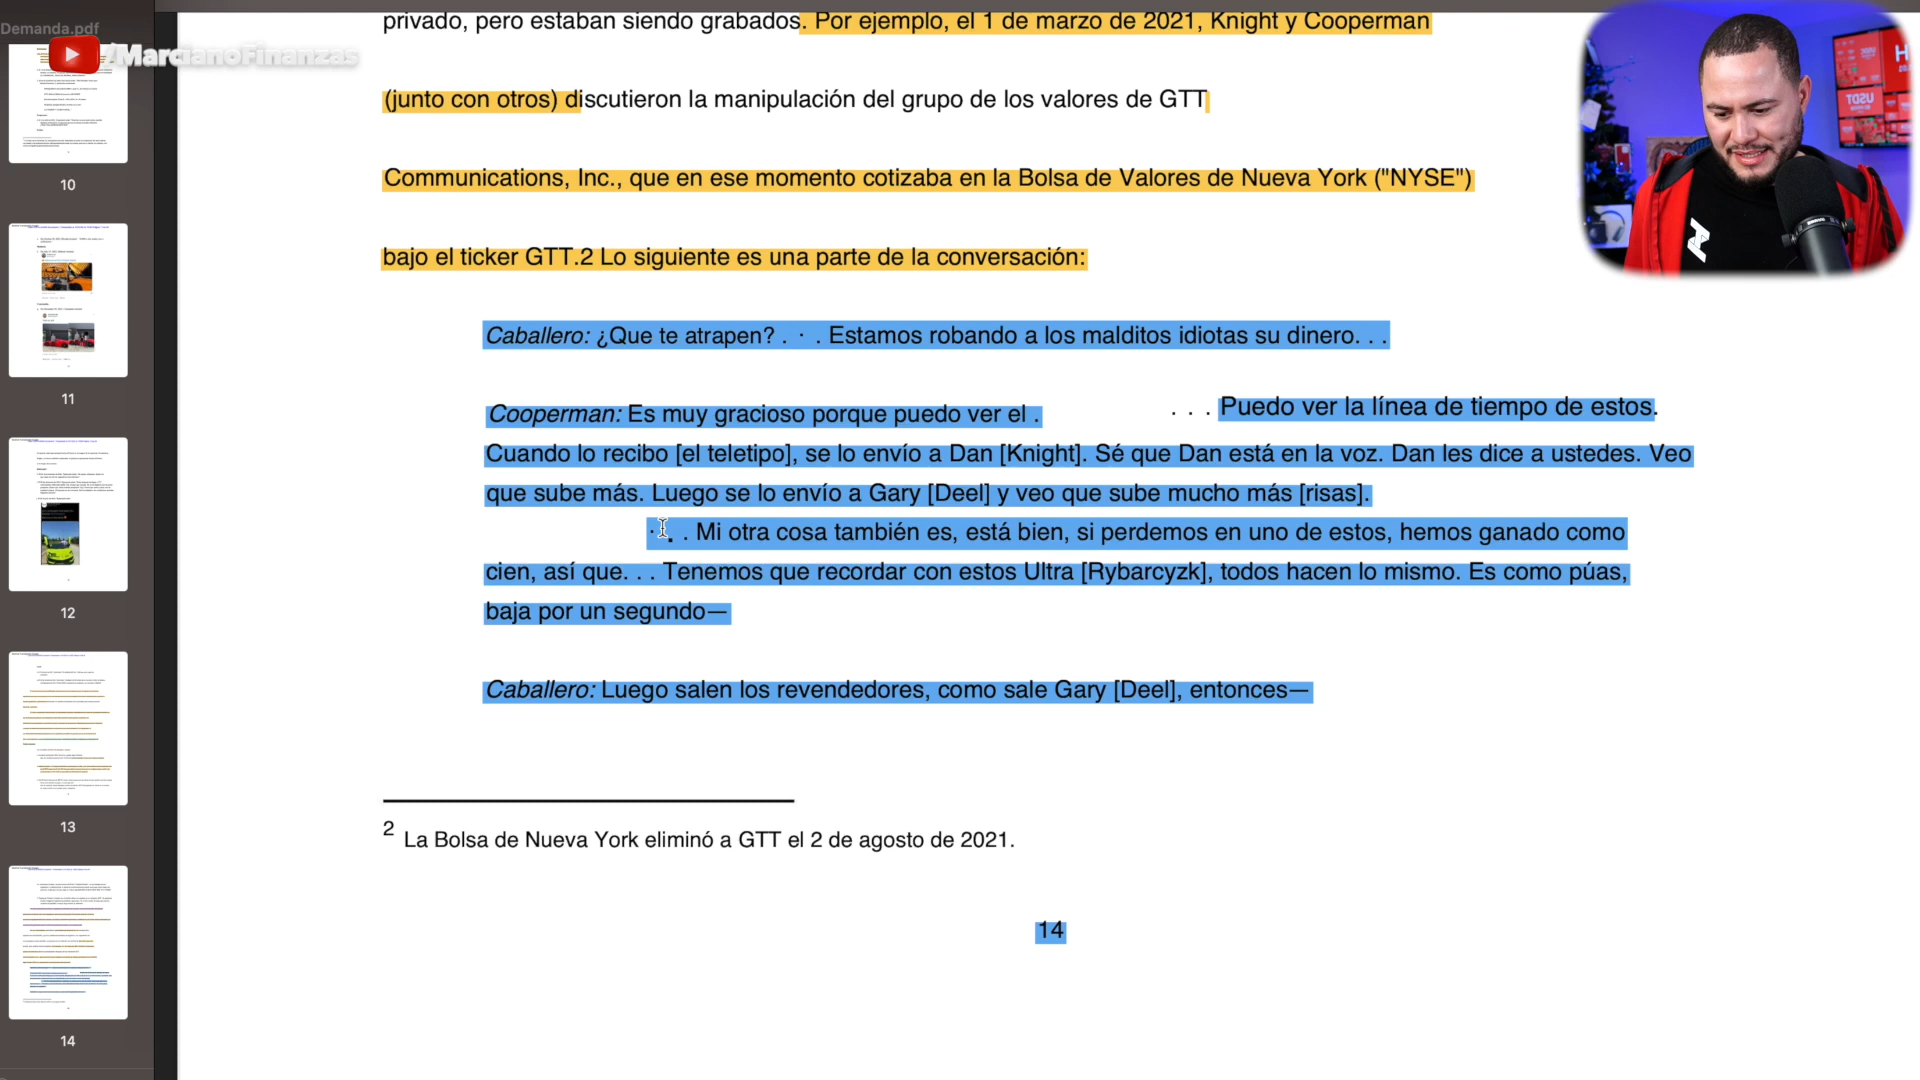 Demanda.pdf
/MarcianoFinanzas
privado, pero estaban siendo grabados. Por ejemplo, el 1 de marzo de 2021, Knight y Cooperman
(junto con otros) discutieron la manipulación del grupo de los valores de GTT
Communications, Inc., que en ese momento cotizaba en la Bolsa de Valores de Nueva York ("NYSE")
bajo el ticker GTT.2 Lo siguiente es una parte de la conversación:
Caballero: ¿Que te atrapen? . · . Estamos robando a los malditos idiotas su dinero. . .
Cooperman: Es muy gracioso porque puedo ver el . . . . Puedo ver la línea de tiempo de estos.
Cuando lo recibo [el teletipo], se lo envío a Dan [Knight]. Sé que Dan está en la voz. Dan les dice a ustedes. Veo
que sube más. Luego se lo envío a Gary [Deel] y veo que sube mucho más [risas].
· . . Mi otra cosa también es, está bien, si perdemos en uno de estos, hemos ganado como
cien, así que. . . Tenemos que recordar con estos Ultra [Rybarcyzk], todos hacen lo mismo. Es como púas,
baja por un segundo—
Caballero: Luego salen los revendedores, como sale Gary [Deel], entonces—
2 La Bolsa de Nueva York eliminó a GTT el 2 de agosto de 2021.
14
10
11
12
13
14
USDT